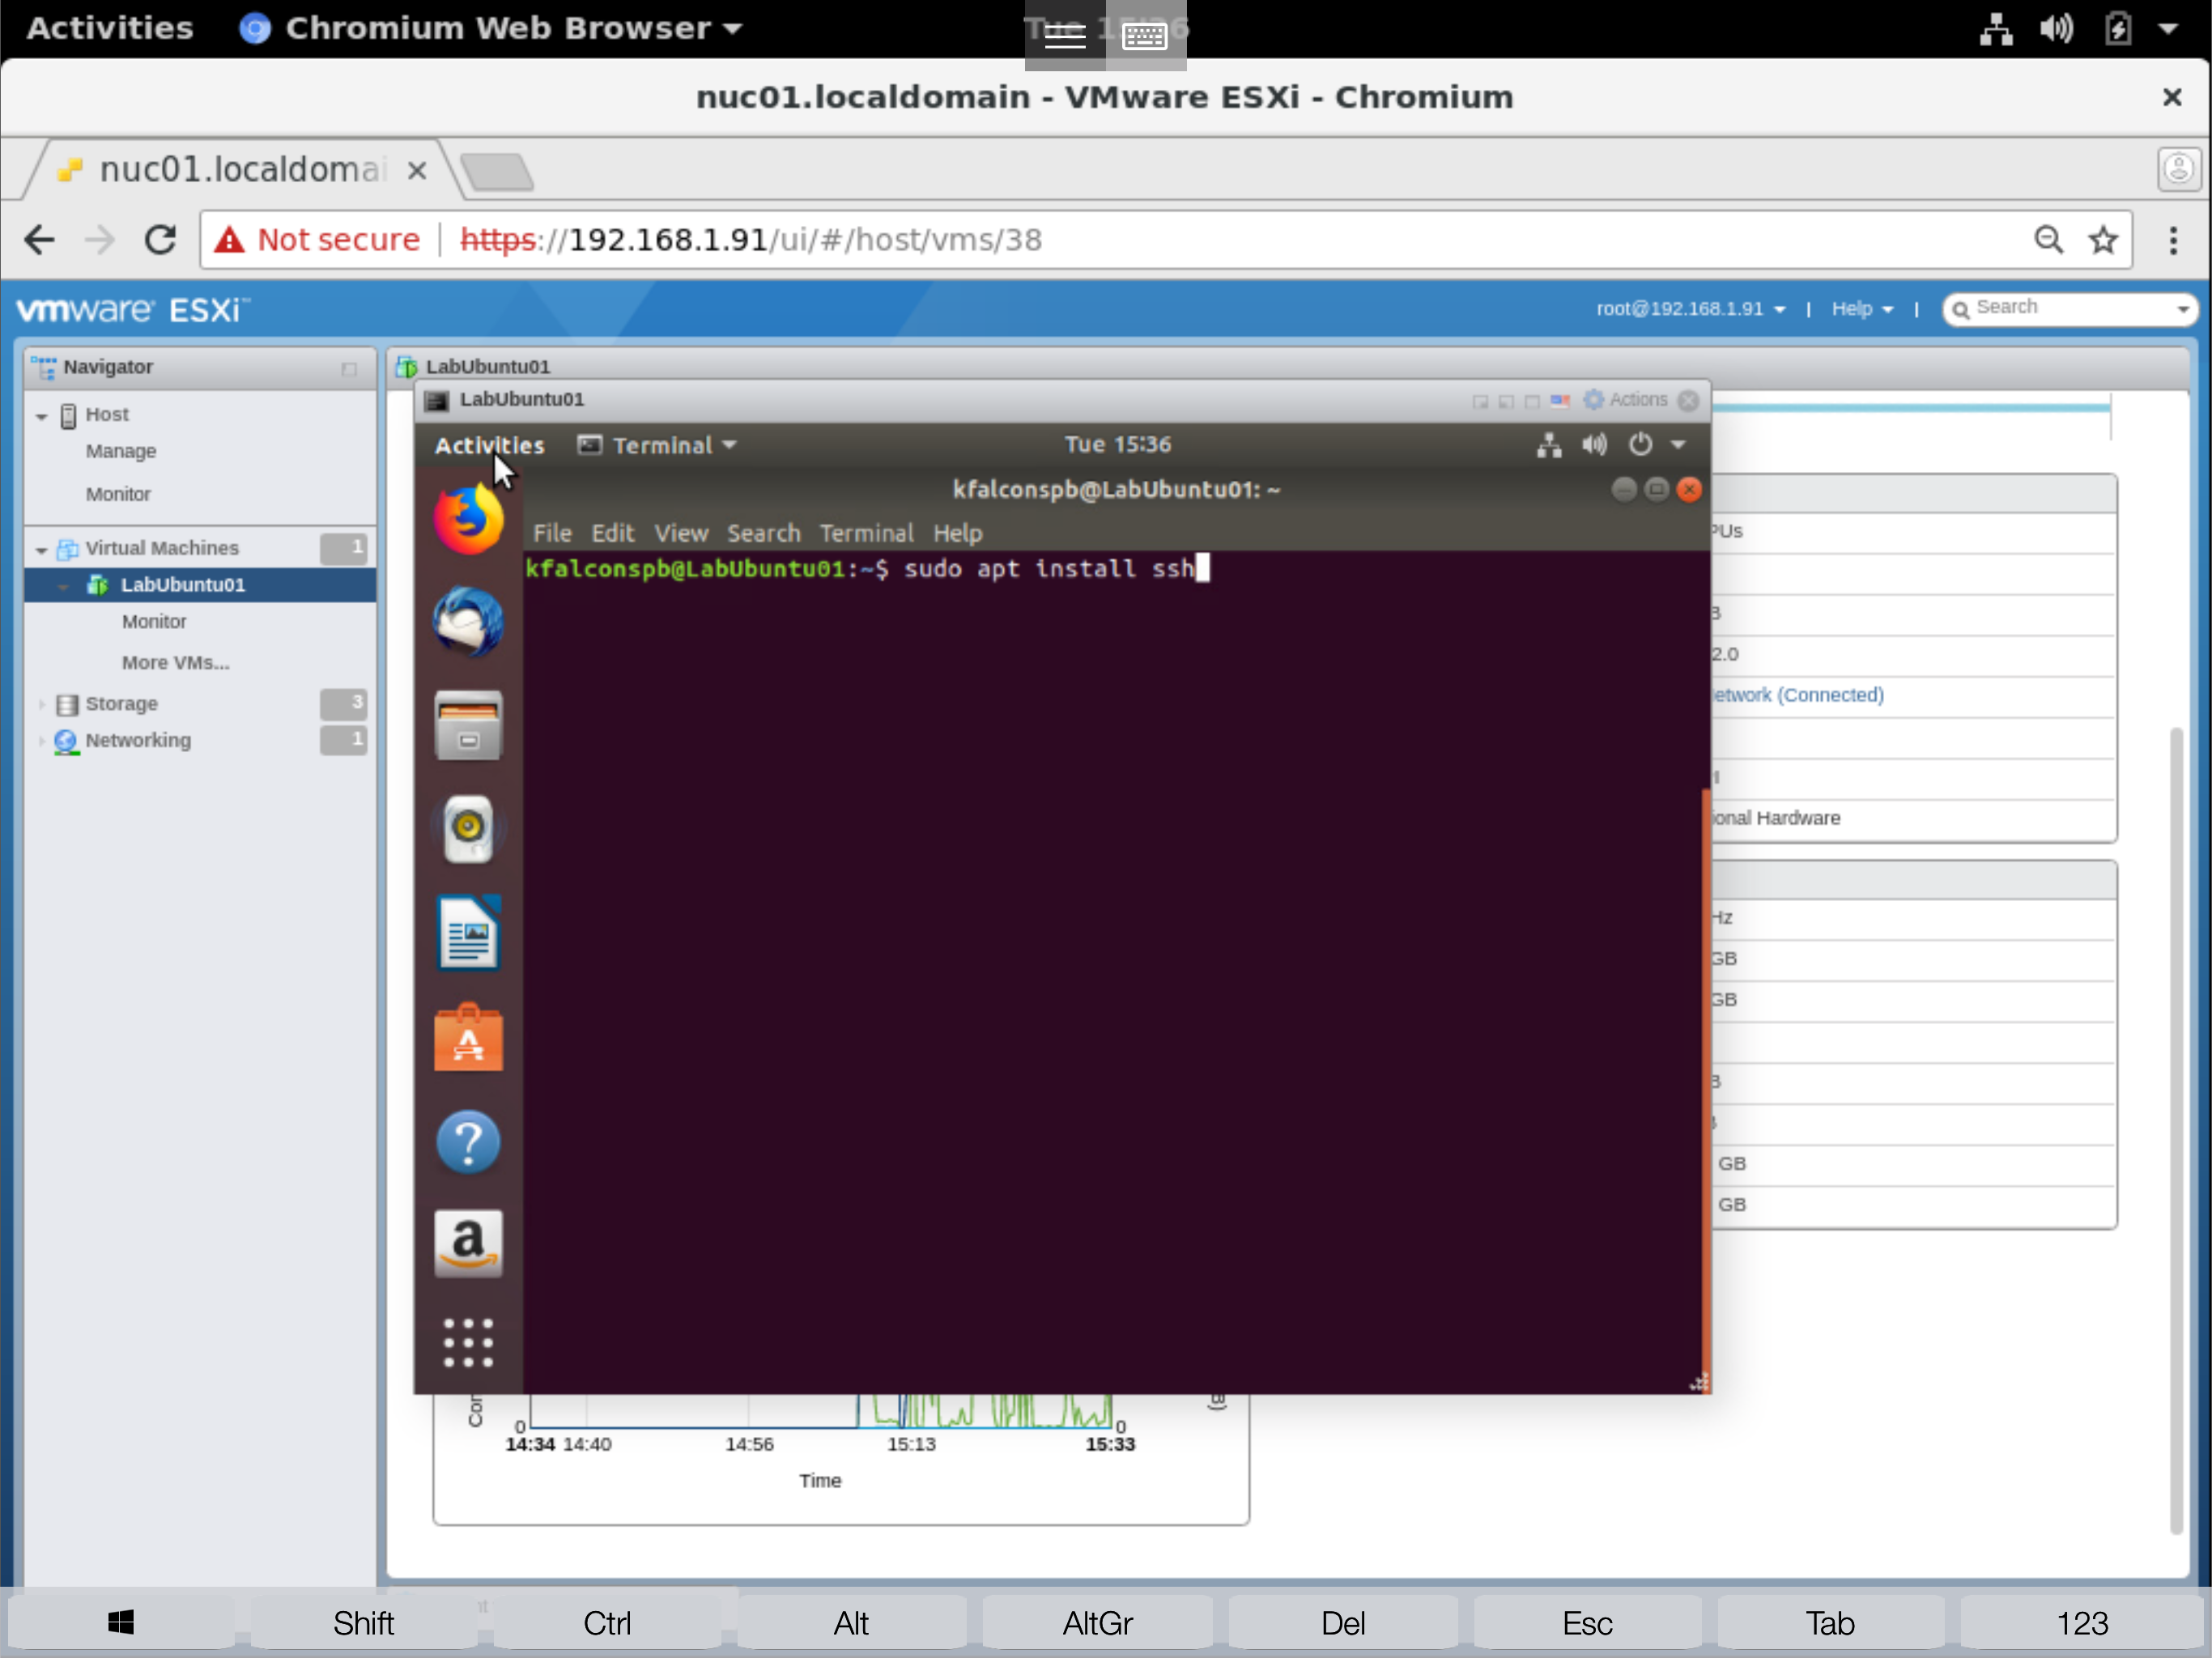 Activities Chromium Web Browser Tue 15:36
nuc01.localdomain - VMware ESXi - Chromium
nuc01.localdomai
Not secure https://192.168.1.91/ui/#/host/vms/38
vmware ESXi root@192.168.1.91 | Help | Search
Navigator
Host
Manage
Monitor
Virtual Machines 1
LabUbuntu01
Monitor
More VMs...
Storage 3
Networking 1
LabUbuntu01
LabUbuntu01 Actions
Activities Terminal Tue 15:36
kfalconspb@LabUbuntu01: ~
File Edit View Search Terminal Help
kfalconspb@LabUbuntu01:~$ sudo apt install ssh
PUs
B
2.0
etwork (Connected)
ional Hardware
Hz
GB
GB
B
GB
GB
0 0
14:34 14:40 14:56 15:13 15:33
Time
Shift Ctrl Alt AltGr Del Esc Tab 123